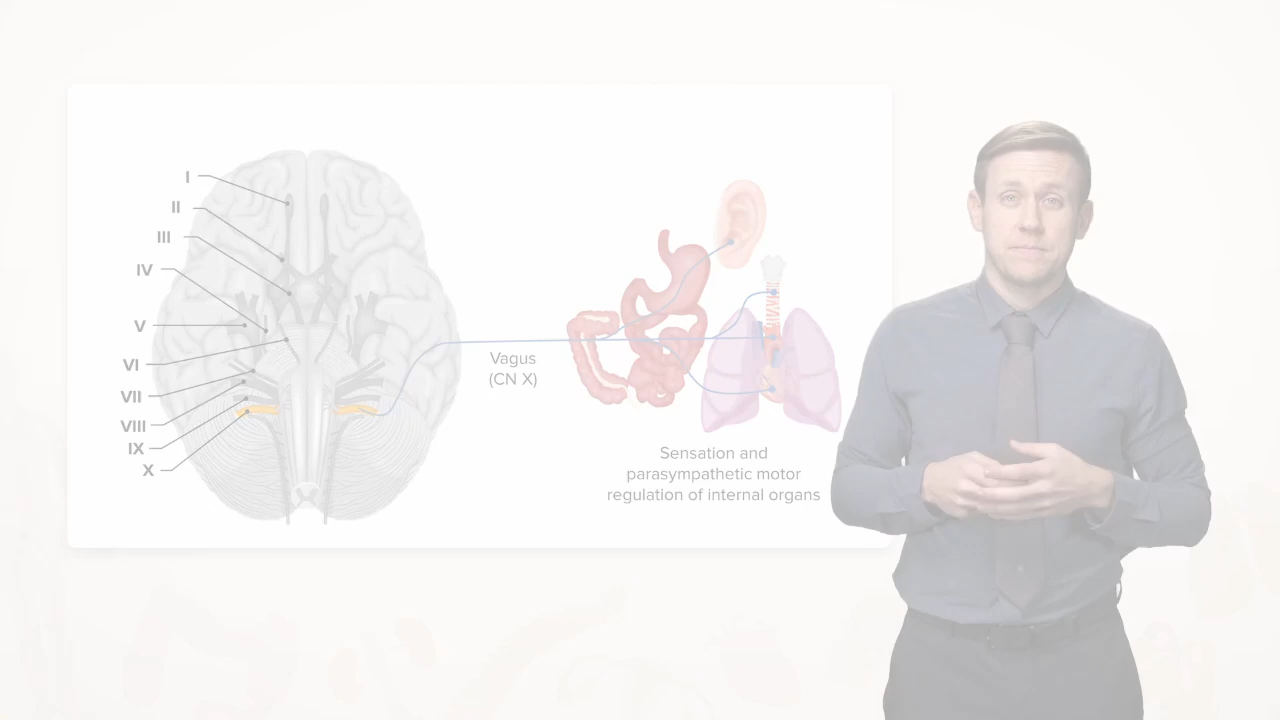 I
II
III
IV
V
VI
VII
VIII
IX
X
Vagus
(CN X)
Sensation and
parasympathetic motor
regulation of internal organs